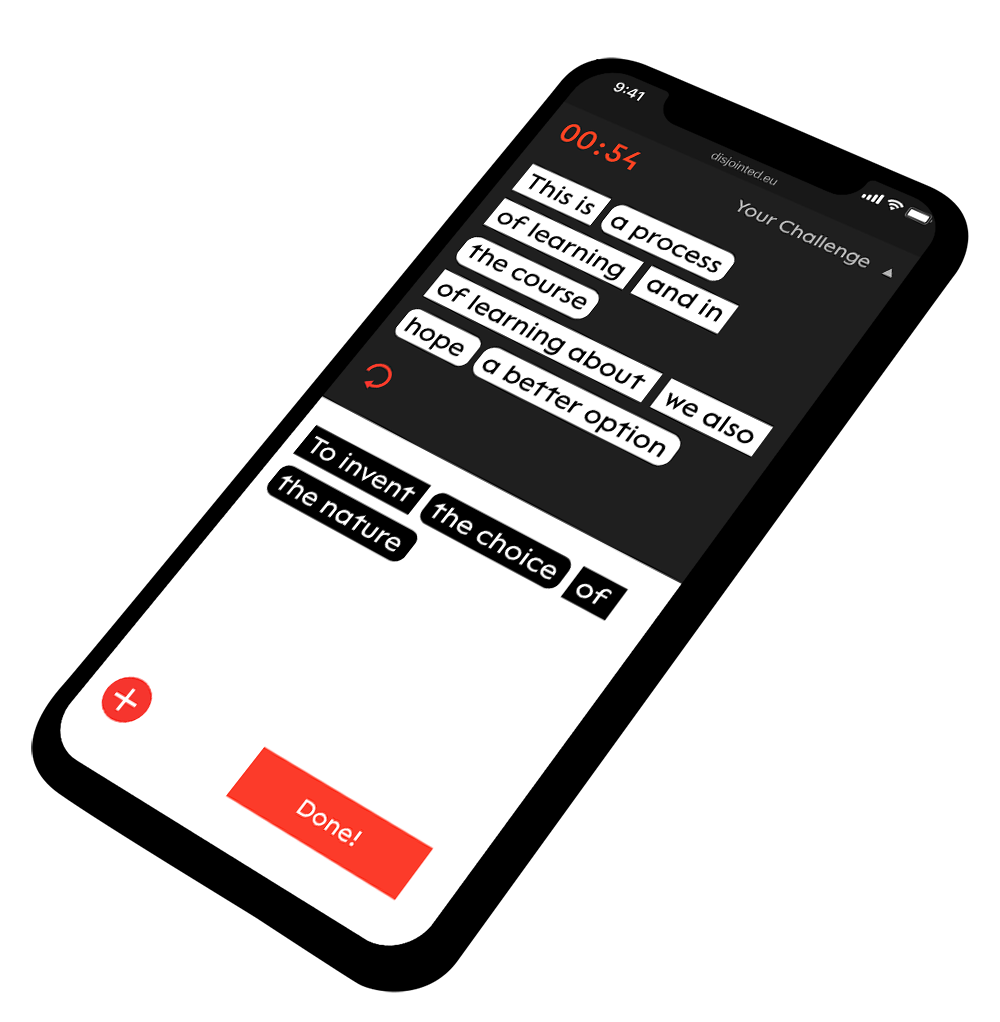 9:41
disjointed.eu
00:54
Your Challenge
This is a process
of learning and in
the course
of learning about we also
hope a better option
To invent the choice of
the nature
Done!